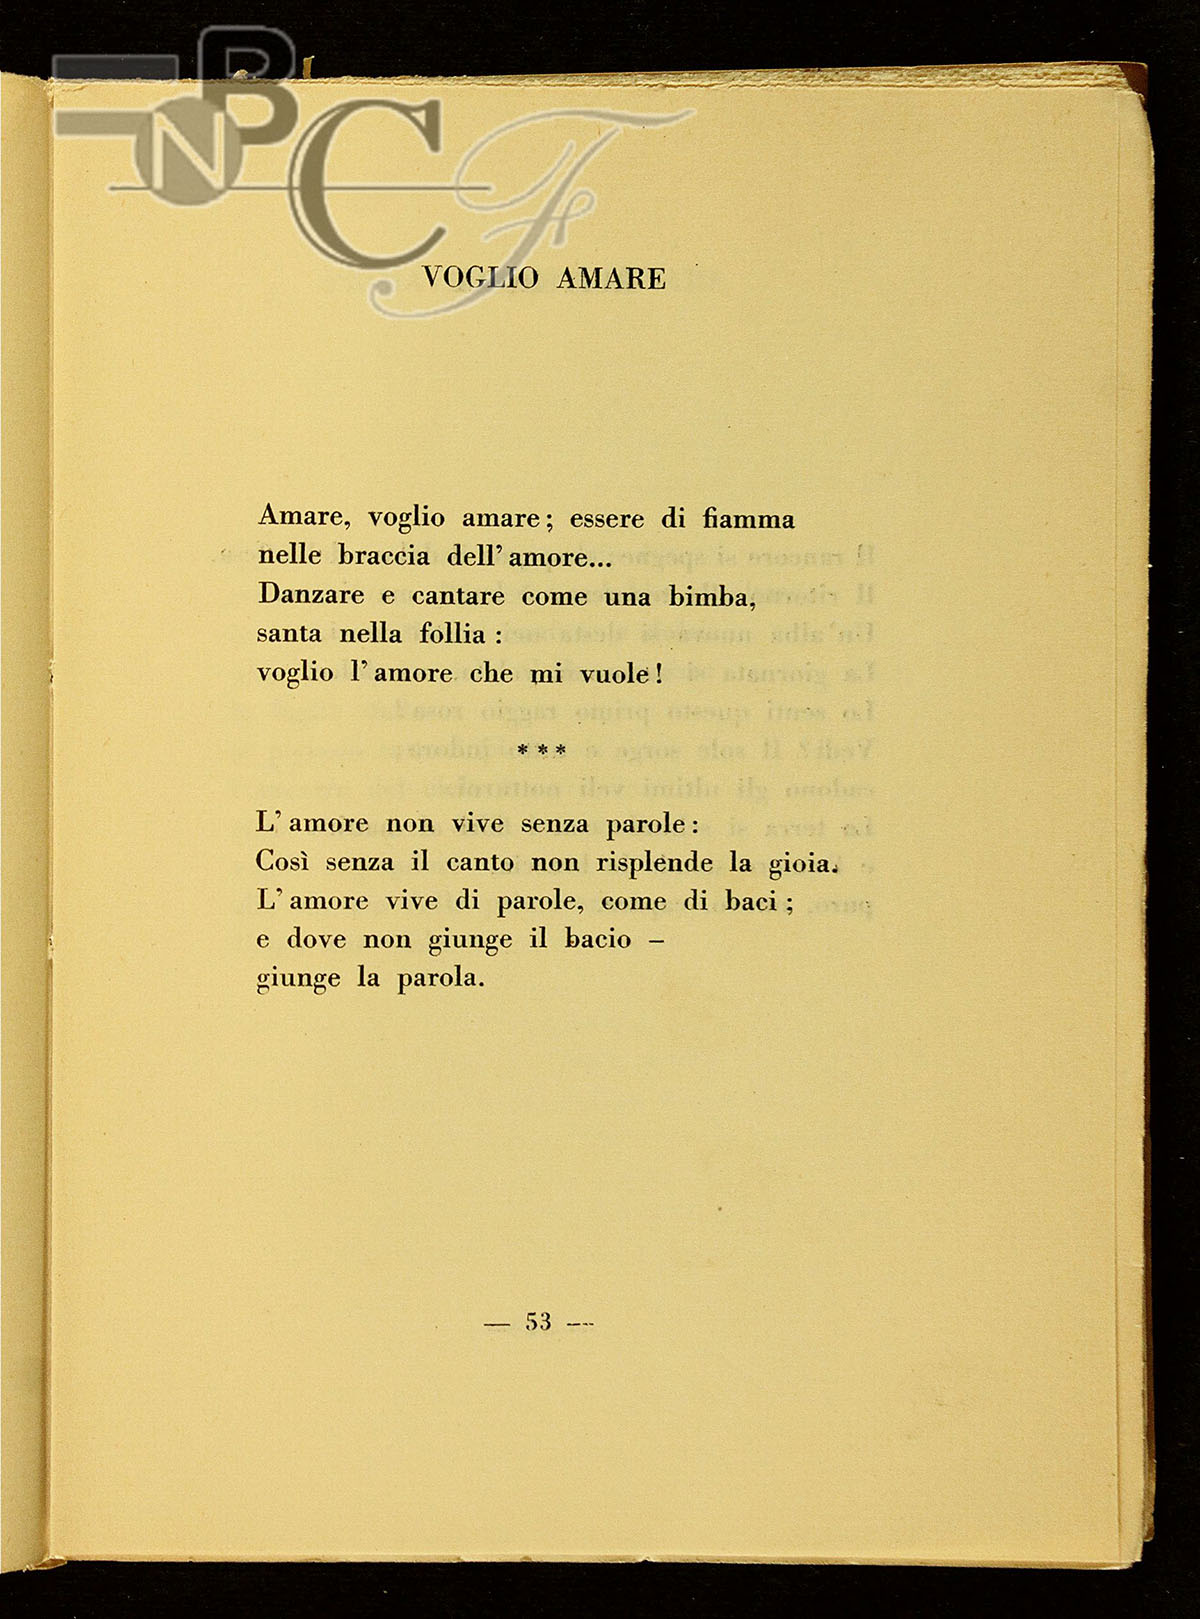 BNCF
VOGLIO AMARE
Amare, voglio amare ; essere di fiamma
nelle braccia dell' amore...
Danzare e cantare come una bimba,
santa nella follia :
voglio l' amore che mi vuole !
* * *
L' amore non vive senza parole :
Così senza il canto non risplende la gioia.
L' amore vive di parole, come di baci ;
e dove non giunge il bacio –
giunge la parola.
— 53 —